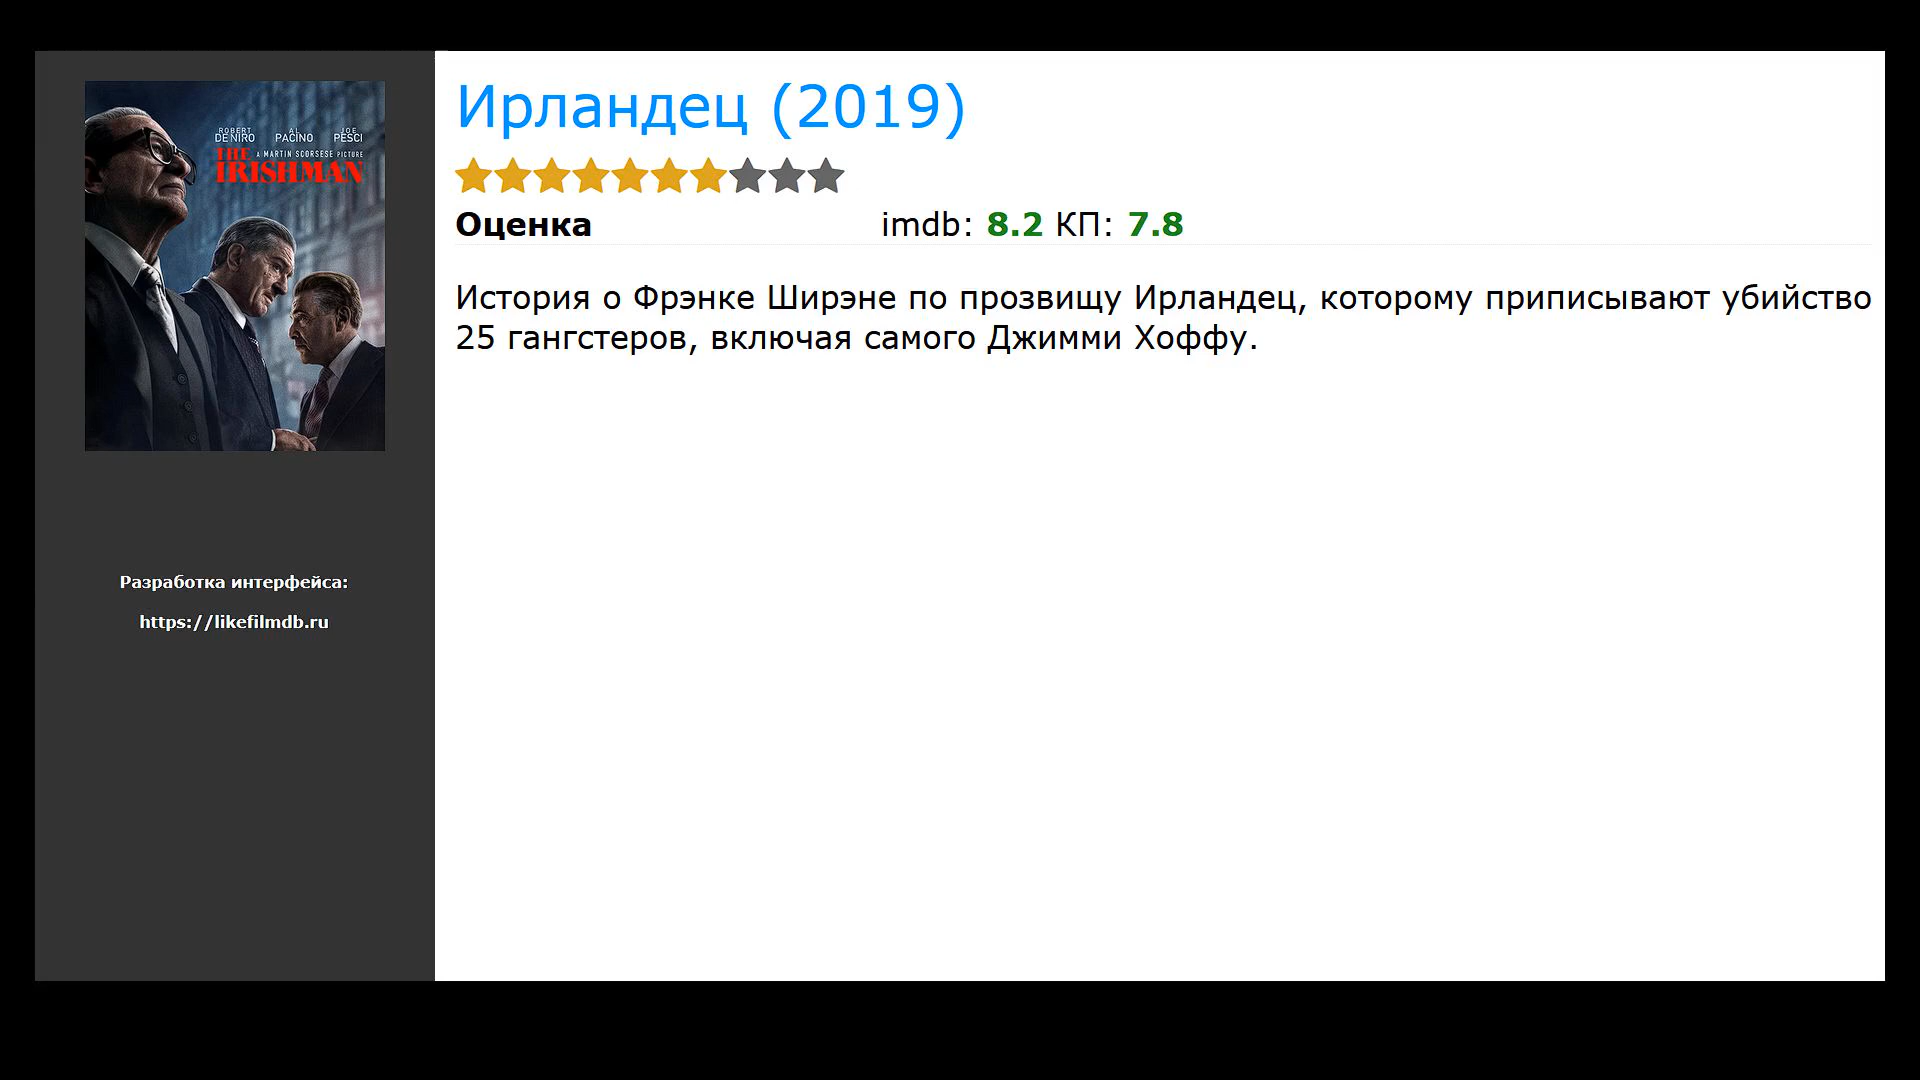 ROBERT DE NIRO
AL PACINO
JOE PESCI
A MARTIN SCORSESE PICTURE
THE
IRISHMAN
Разработка интерфейса:
https://likefilmdb.ru
Ирландец (2019)
Оценка imdb: 8.2 КП: 7.8
История о Фрэнке Ширэне по прозвищу Ирландец, которому приписывают убийство
25 гангстеров, включая самого Джимми Хоффу.